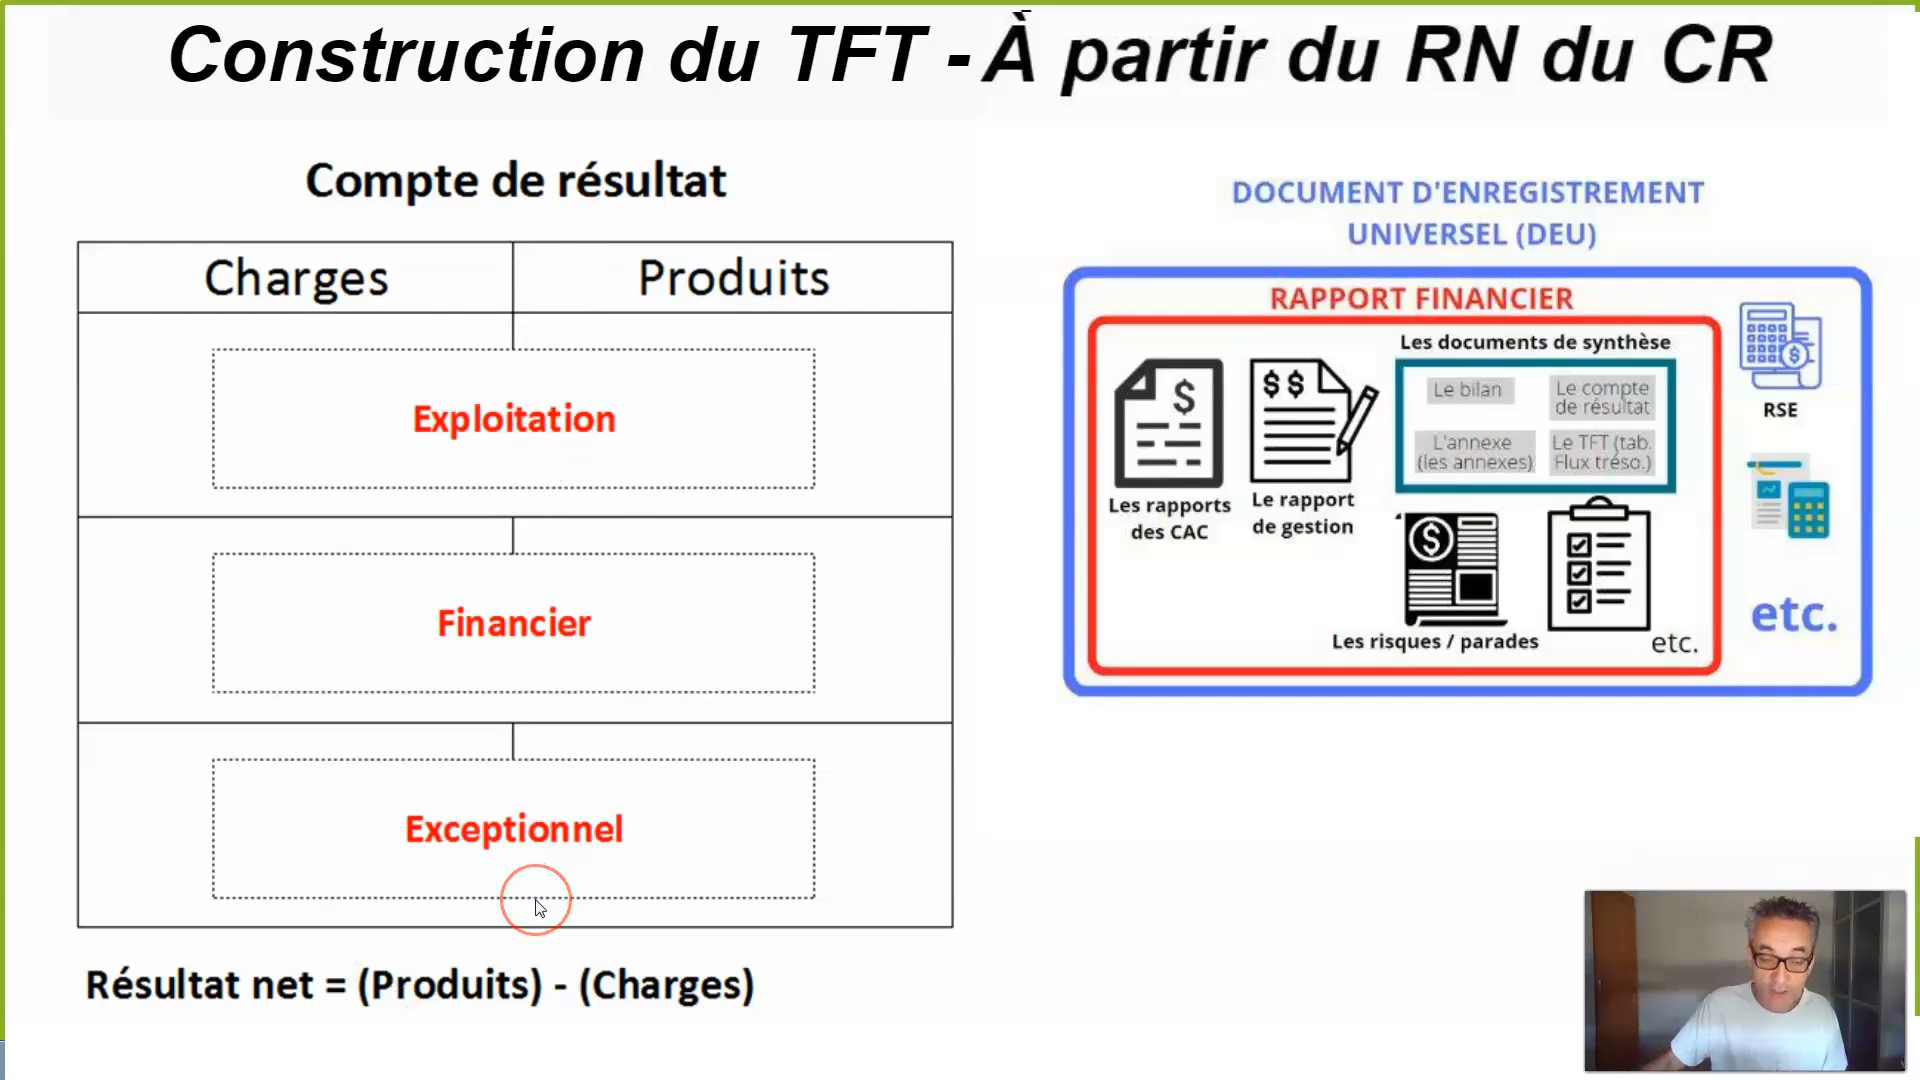 Construction du TFT - À partir du RN du CR
Compte de résultat
Charges
Produits
Exploitation
Financier
Exceptionnel
Résultat net = (Produits) - (Charges)
DOCUMENT D'ENREGISTREMENT
UNIVERSEL (DEU)
RAPPORT FINANCIER
Les rapports
des CAC
Le rapport
de gestion
Les documents de synthèse
Le bilan
Le compte
de résultat
L'annexe
(les annexes)
Le TFT (tab.
Flux tréso.)
Les risques / parades
etc.
RSE
etc.